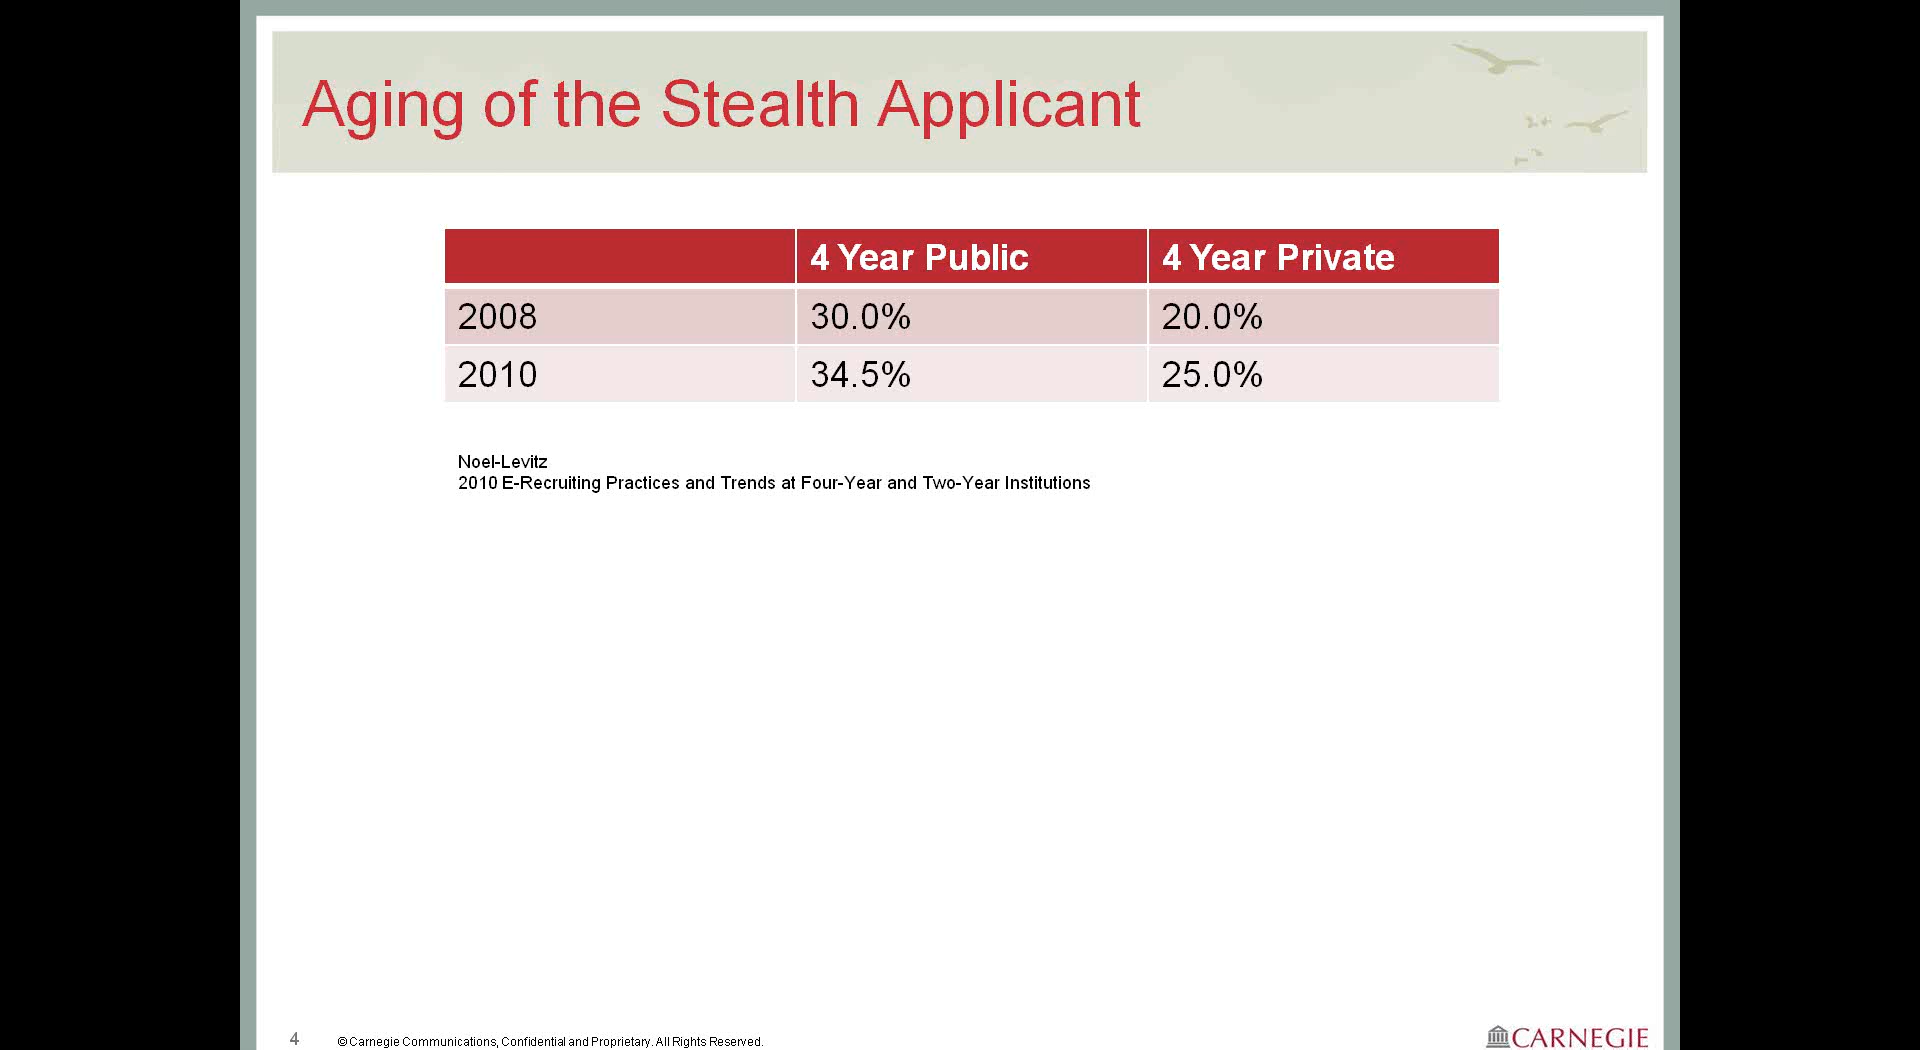 Aging of the Stealth Applicant
4 Year Public 4 Year Private
2008 30.0% 20.0%
2010 34.5% 25.0%
Noel-Levitz
2010 E-Recruiting Practices and Trends at Four-Year and Two-Year Institutions
4 © Carnegie Communications, Confidential and Proprietary. All Rights Reserved. CARNEGIE